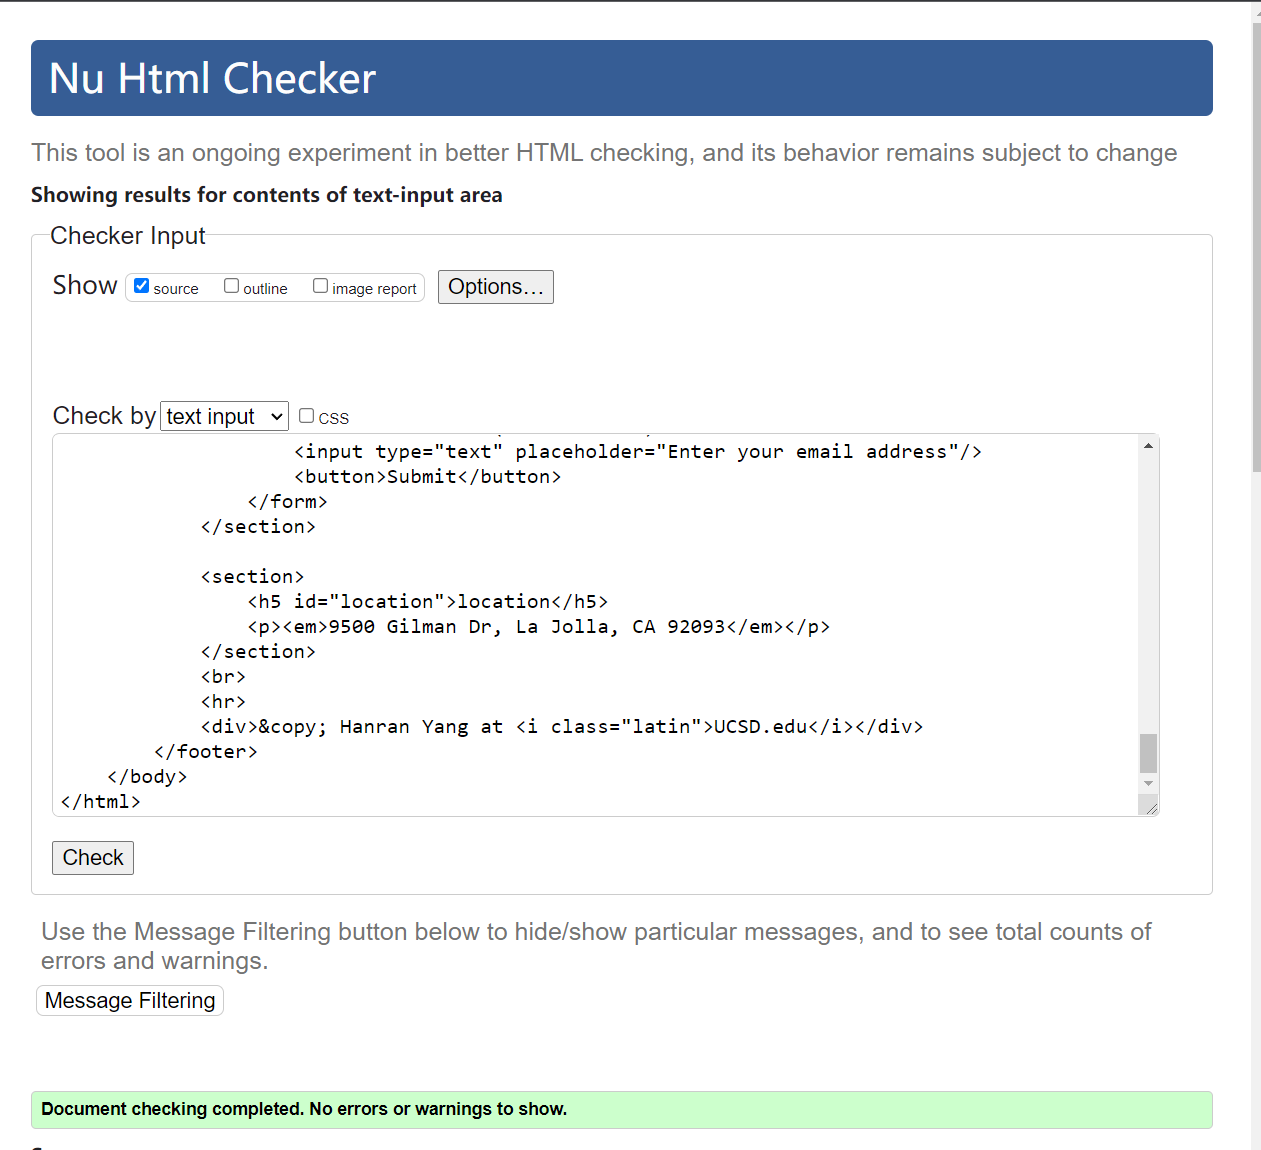 Nu Html Checker
This tool is an ongoing experiment in better HTML checking, and its behavior remains subject to change
Showing results for contents of text-input area
Checker Input
Show source outline image report Options...
Check by text input CSS
<input type="text" placeholder="Enter your email address"/>
<button>Submit</button>
</form>
</section>
<section>
<h5 id="location">location</h5>
<p><em>9500 Gilman Dr, La Jolla, CA 92093</em></p>
</section>
<br>
<hr>
<div>&copy; Hanran Yang at <i class="latin">UCSD.edu</i></div>
</footer>
</body>
</html>
Check
Use the Message Filtering button below to hide/show particular messages, and to see total counts of
errors and warnings.
Message Filtering
Document checking completed. No errors or warnings to show.